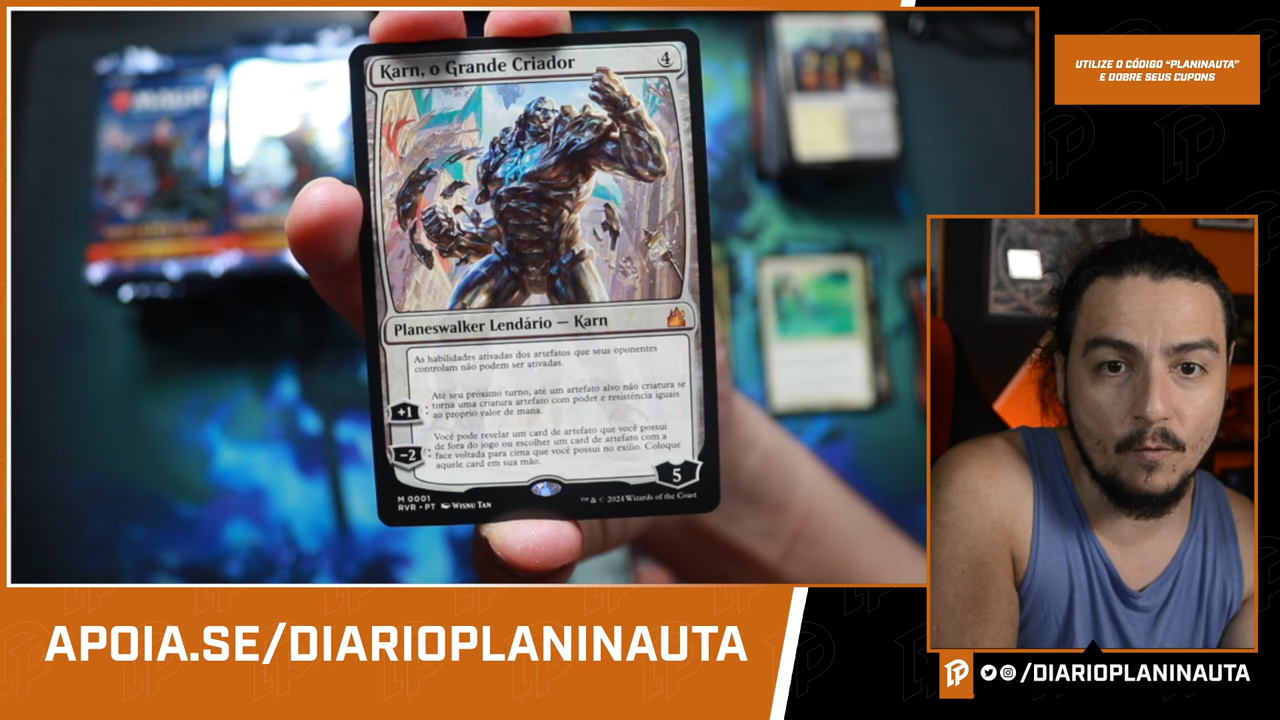 Karn, o Grande Criador
4
Planeswalker Lendário — Karn
As habilidades ativadas dos artefatos que seus oponentes
controlam não podem ser ativadas.
+1: Até seu próximo turno, até um artefato alvo não criatura se
torna uma criatura artefato com poder e resistência iguais
ao próprio valor de mana.
−2: Você pode revelar um card de artefato que você possui
de fora do jogo ou escolher um card de artefato com a
face voltada para cima que você possui no exílio. Coloque
aquele card em sua mão.
5
M 0001
RVR • PT WISNU TAN
™ & © 2024 Wizards of the Coast
UTILIZE O CÓDIGO "PLANINAUTA"
E DOBRE SEUS CUPONS
APOIA.SE/DIARIOPLANINAUTA
/DIARIOPLANINAUTA